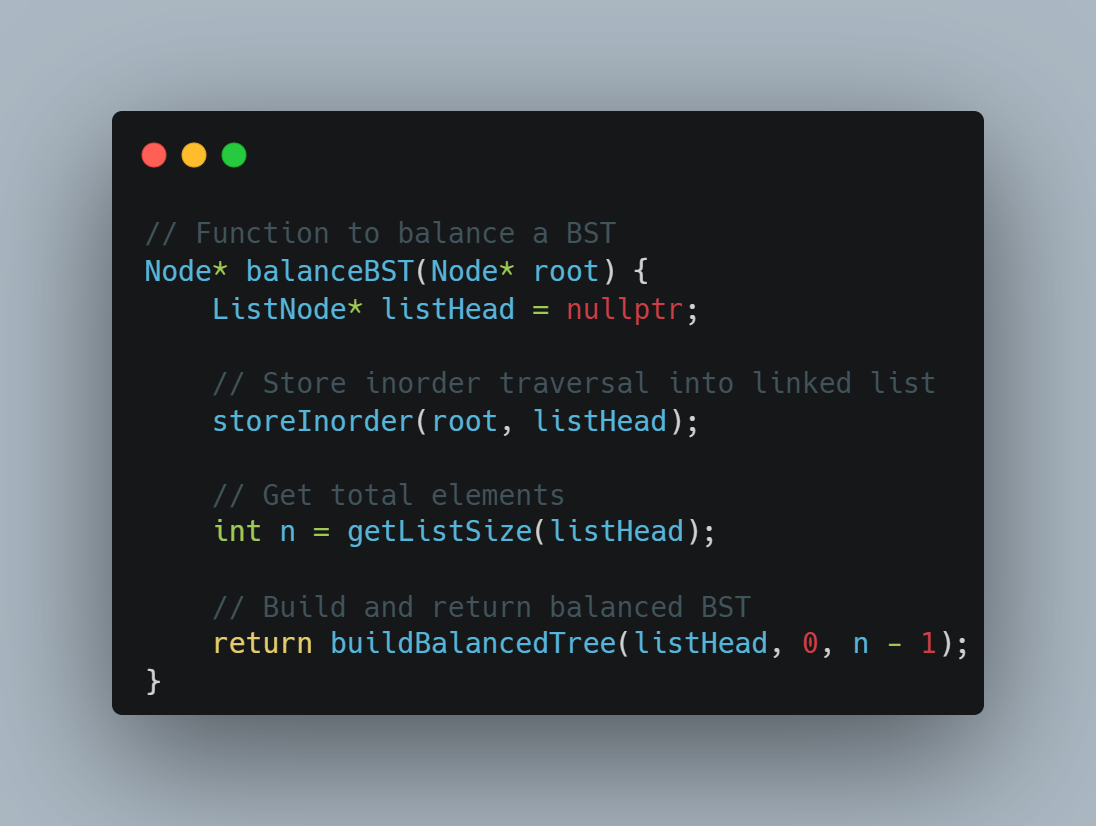 // Function to balance a BST
Node* balanceBST(Node* root) {
    ListNode* listHead = nullptr;

    // Store inorder traversal into linked list
    storeInorder(root, listHead);

    // Get total elements
    int n = getListSize(listHead);

    // Build and return balanced BST
    return buildBalancedTree(listHead, 0, n - 1);
}